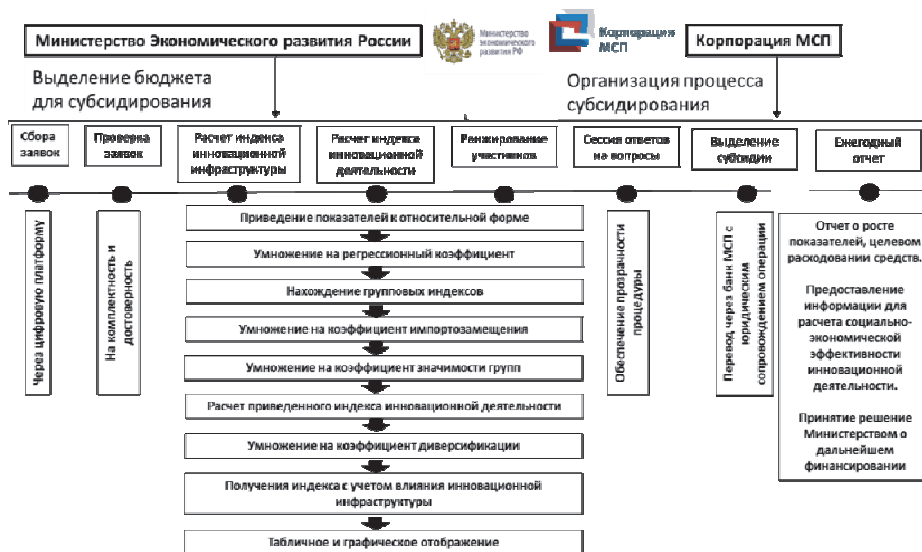 Министерство Экономического развития России
Министерство
экономического
развития РФ
Корпорация
МСП
Корпорация МСП
Выделение бюджета
для субсидирования
Организация процесса
субсидирования
Сбора
заявок
Проверка
заявок
Расчет индекса
инновационной
инфраструктуры
Расчет индекса
инновационной
деятельности
Ранжирование
участников
Сессия ответов
на вопросы
Выделение
субсидии
Ежегодный
отчет
Через цифровую платформу
На комплектность и
достоверность
Приведение показателей к относительной форме
Умножение на регрессионный коэффициент
Нахождение групповых индексов
Умножение на коэффициент импортозамещения
Умножение на коэффициент значимости групп
Расчет приведенного индекса инновационной деятельности
Умножение на коэффициент диверсификации
Получения индекса с учетом влияния инновационной
инфраструктуры
Табличное и графическое отображение
Обеспечение прозрачности
процедуры
Перевод через банк МСП с
юридическим
сопровождением операции
Отчет о росте
показателей, целевом
расходовании средств.
Предоставление
информации для
расчета социально-
экономической
эффективности
инновационной
деятельности.
Принятие решение
Министерством о
дальнейшем
финансировании